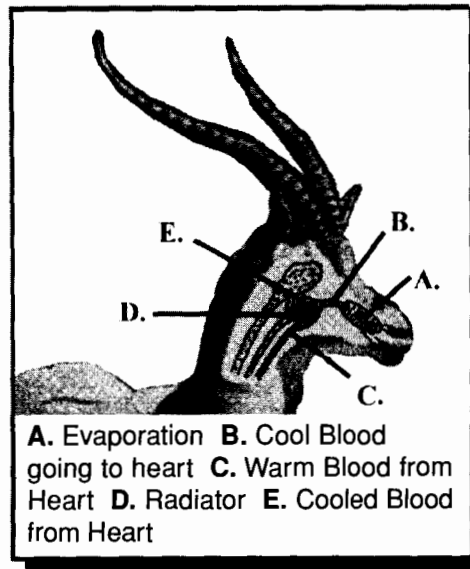 E.
B.
A.
D.
C.
A. Evaporation B. Cool Blood
going to heart C. Warm Blood from
Heart D. Radiator E. Cooled Blood
from Heart